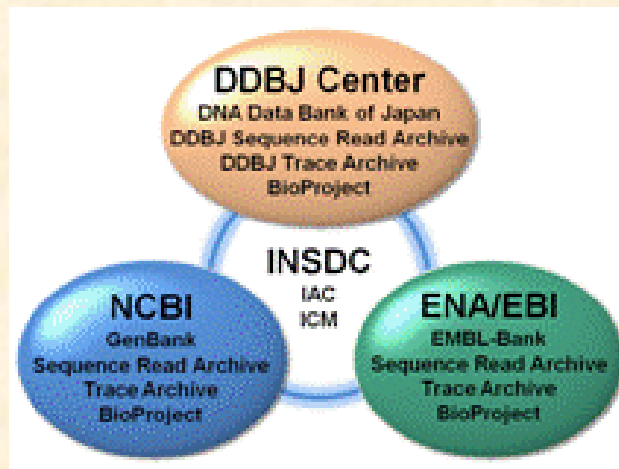 DDBJ Center
DNA Data Bank of Japan
DDBJ Sequence Read Archive
DDBJ Trace Archive
BioProject
INSDC
IAC
ICM
NCBI
GenBank
Sequence Read Archive
Trace Archive
BioProject
ENA/EBI
EMBL-Bank
Sequence Read Archive
Trace Archive
BioProject